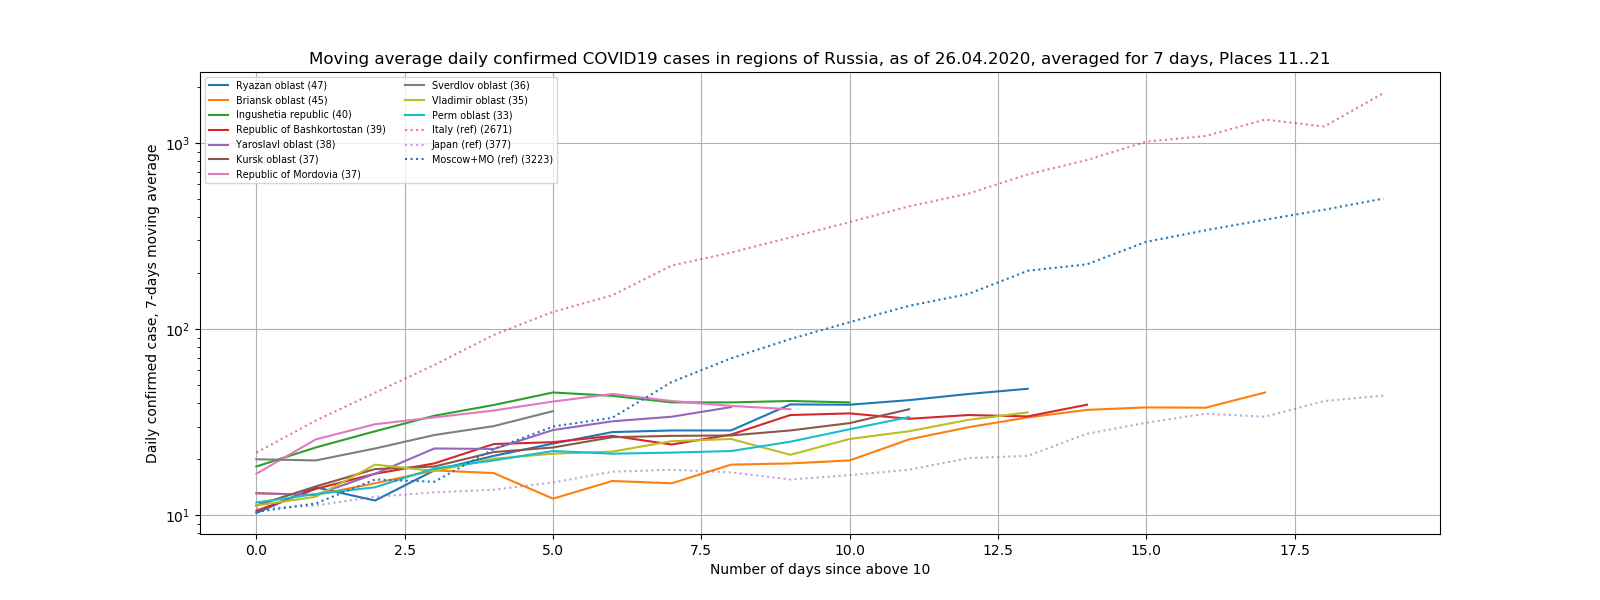 Moving average daily confirmed COVID19 cases in regions of Russia, as of 26.04.2020, averaged for 7 days, Places 11..21
Ryazan oblast (47)
Briansk oblast (45)
Ingushetia republic (40)
Republic of Bashkortostan (39)
Yaroslavl oblast (38)
Kursk oblast (37)
Republic of Mordovia (37)
Sverdlov oblast (36)
Vladimir oblast (35)
Perm oblast (33)
Italy (ref) (2671)
Japan (ref) (377)
Moscow+MO (ref) (3223)
Daily confirmed case, 7-days moving average
10³
10²
10¹
0.0 2.5 5.0 7.5 10.0 12.5 15.0 17.5
Number of days since above 10